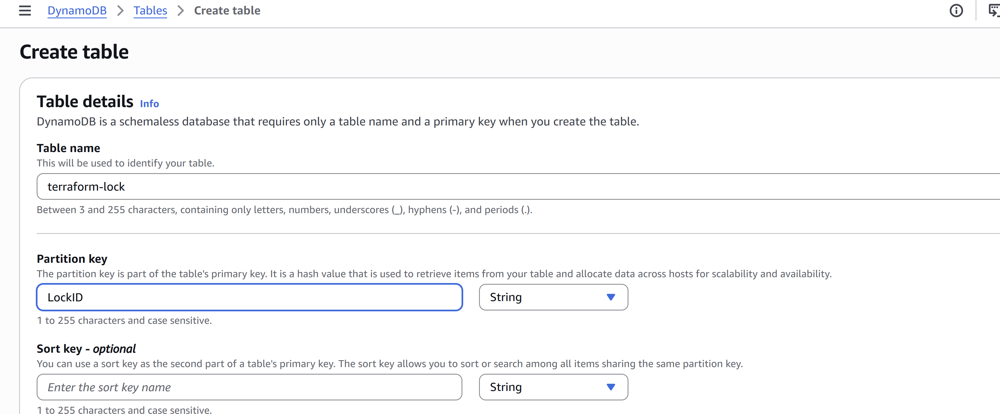 DynamoDB > Tables > Create table
Create table
Table details Info
DynamoDB is a schemaless database that requires only a table name and a primary key when you create the table.
Table name
This will be used to identify your table.
terraform-lock
Between 3 and 255 characters, containing only letters, numbers, underscores (_), hyphens (-), and periods (.).
Partition key
The partition key is part of the table's primary key. It is a hash value that is used to retrieve items from your table and allocate data across hosts for scalability and availability.
LockID String
1 to 255 characters and case sensitive.
Sort key - optional
You can use a sort key as the second part of a table's primary key. The sort key allows you to sort or search among all items sharing the same partition key.
Enter the sort key name String
1 to 255 characters and case sensitive.